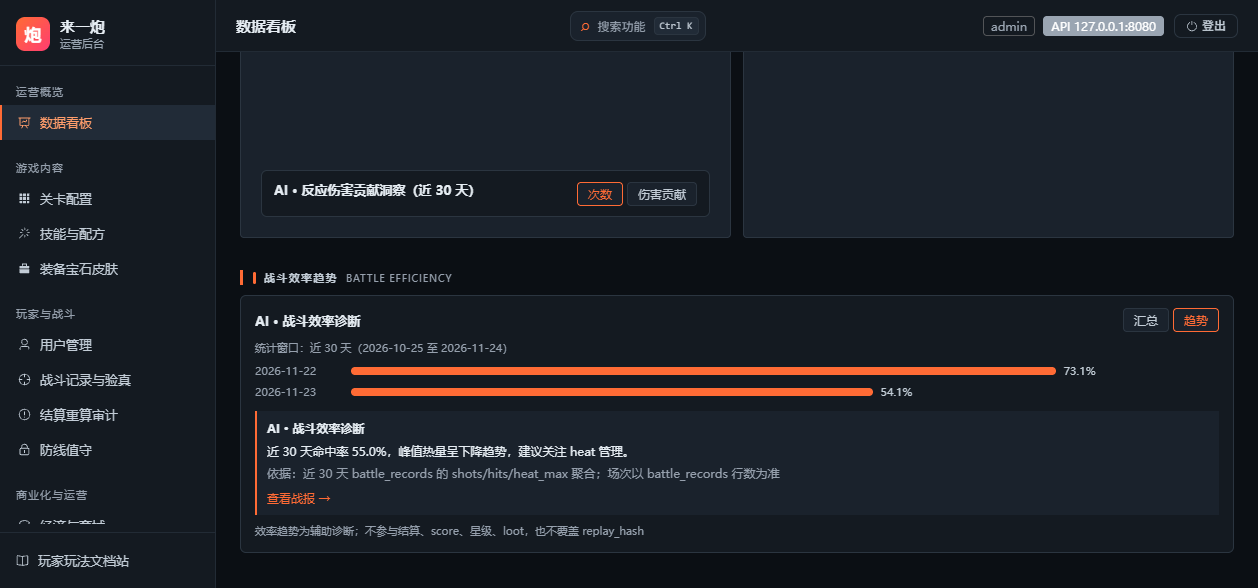 炮
来一炮
运营后台
运营概览
数据看板
游戏内容
关卡配置
技能与配方
装备宝石皮肤
玩家与战斗
用户管理
战斗记录与验真
结算重算审计
防线值守
商业化与运营
经济与商城
玩家玩法文档站
数据看板
搜索功能 Ctrl K
admin
API 127.0.0.1:8080
登出
AI • 反应伤害贡献洞察（近 30 天）
次数
伤害贡献
战斗效率趋势 BATTLE EFFICIENCY
AI • 战斗效率诊断
汇总
趋势
统计窗口：近 30 天（2026-10-25 至 2026-11-24）
2026-11-22 73.1%
2026-11-23 54.1%
AI • 战斗效率诊断
近 30 天命中率 55.0%，峰值热量呈下降趋势，建议关注 heat 管理。
依据：近 30 天 battle_records 的 shots/hits/heat_max 聚合；场次以 battle_records 行数为准
查看战报 →
效率趋势为辅助诊断；不参与结算、score、星级、loot，也不覆盖 replay_hash